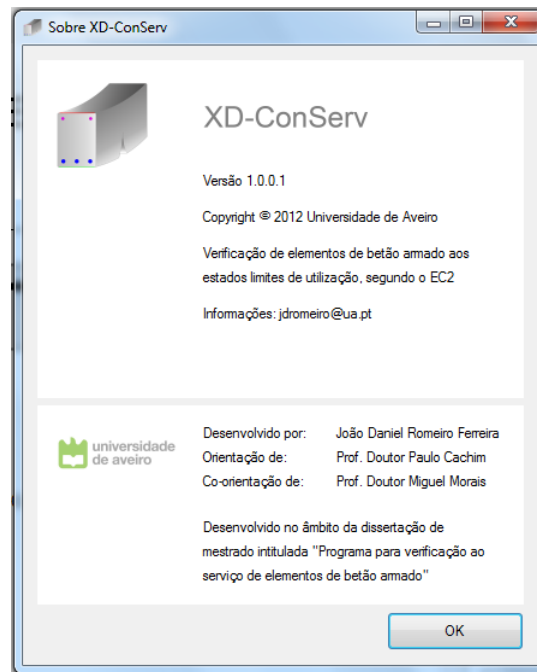 Sobre XD-ConServ
XD-ConServ
Versão 1.0.0.1
Copyright © 2012 Universidade de Aveiro
Verificação de elementos de betão armado aos
estados limites de utilização, segundo o EC2
Informações: jdromeiro@ua.pt
universidade
de aveiro
Desenvolvido por: João Daniel Romeiro Ferreira
Orientação de: Prof. Doutor Paulo Cachim
Co-orientação de: Prof. Doutor Miguel Morais
Desenvolvido no âmbito da dissertação de
mestrado intitulada "Programa para verificação ao
serviço de elementos de betão armado"
OK